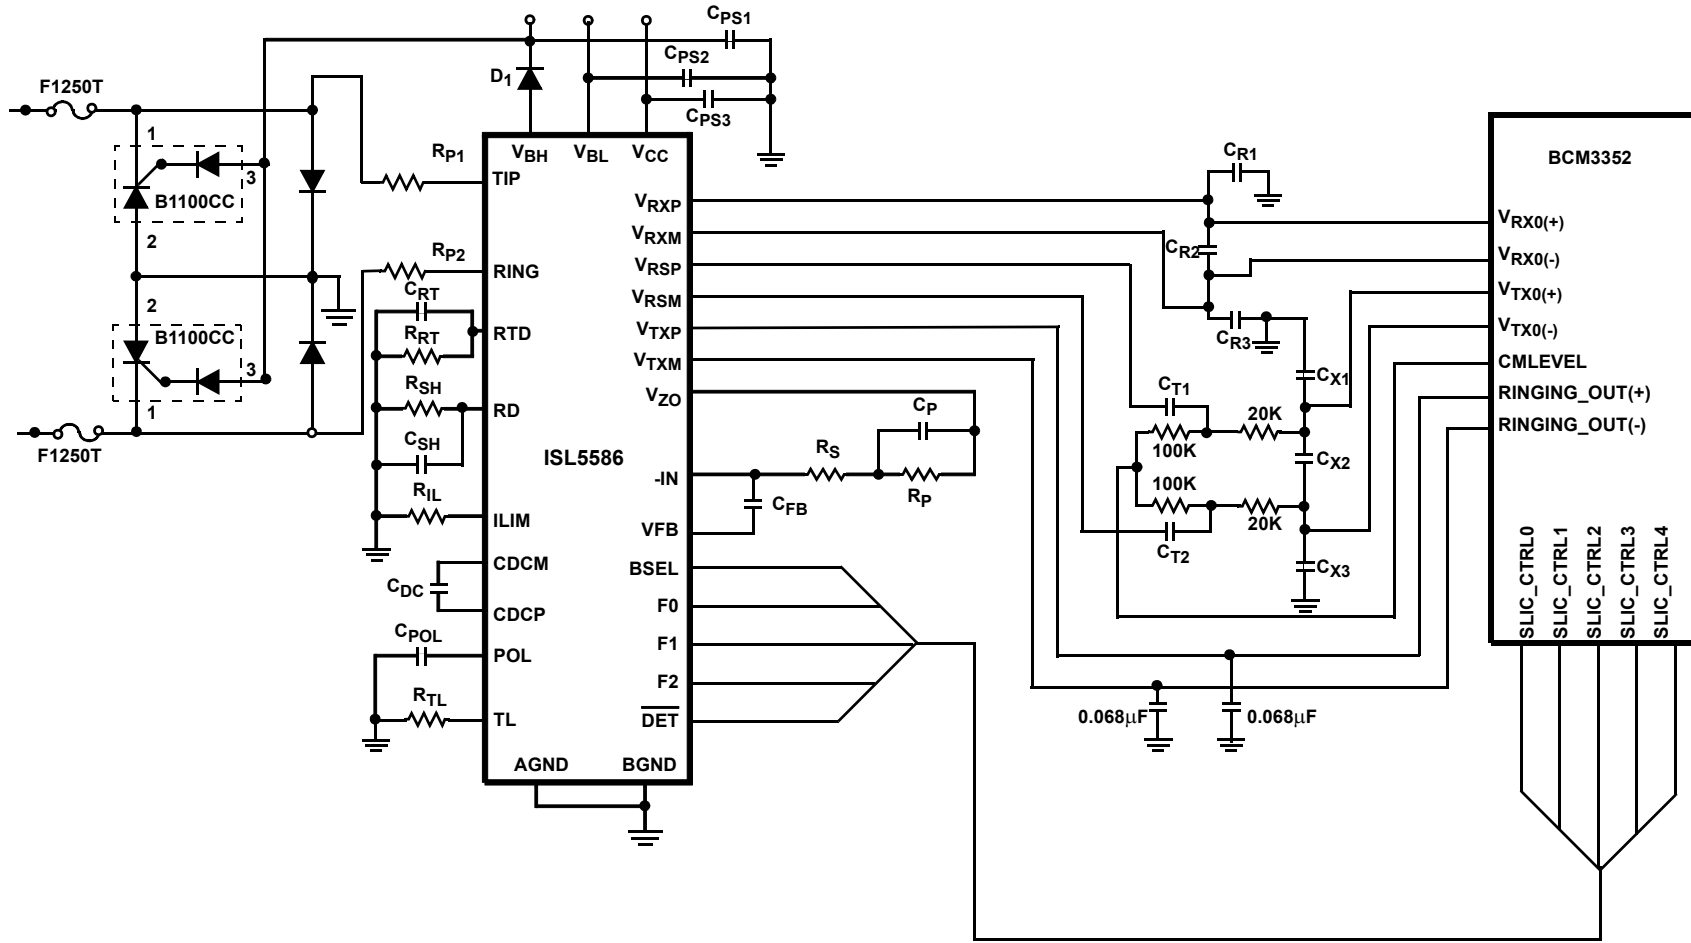 CPS1
CPS2
CPS3
D1
F1250T
1
3
B1100CC
2
2
B1100CC
3
1
F1250T
RP1
RP2
CRT
RRT
RSH
CSH
RIL
CDC
CPOL
RTL
VBH VBL VCC
TIP
RING
RTD
RD
ILIM
CDCM
CDCP
POL
TL
ISL5586
VRXP
VRXM
VRSP
VRSM
VTXP
VTXM
VZO
-IN
VFB
BSEL
F0
F1
F2
DET
AGND BGND
CP
RS
RP
CFB
CR1
CR2
CR3
CT1
100K
20K
100K
20K
CT2
CX1
CX2
CX3
0.068µF
0.068µF
BCM3352
VRX0(+)
VRX0(-)
VTX0(+)
VTX0(-)
CMLEVEL
RINGING_OUT(+)
RINGING_OUT(-)
SLIC_CTRL0
SLIC_CTRL1
SLIC_CTRL2
SLIC_CTRL3
SLIC_CTRL4